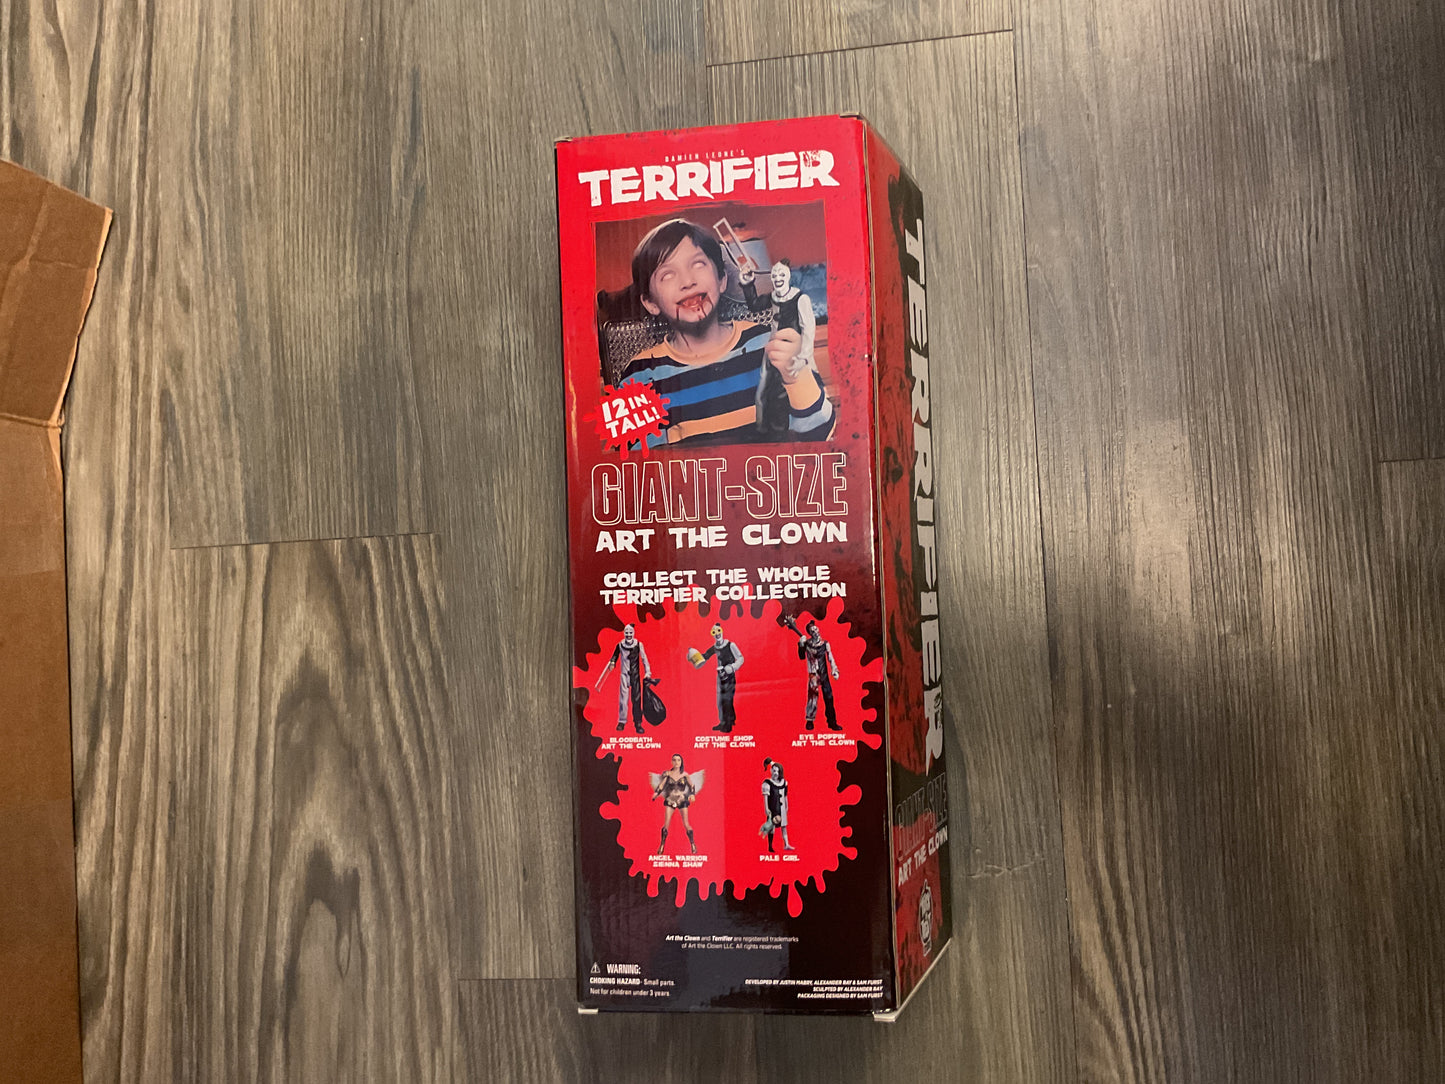 DAMIEN LEONE'S
TERRIFIER
12 IN.
TALL!
GIANT-SIZE
ART THE CLOWN
COLLECT THE WHOLE
TERRIFIER COLLECTION
BLOODBATH
ART THE CLOWN
COSTUME SHOP
ART THE CLOWN
EYE POPPIN'
ART THE CLOWN
ANGEL WARRIOR
SIENNA SHAW
PALE GIRL
Art the Clown and Terrifier are registered trademarks
of Art the Clown LLC. All rights reserved.
WARNING:
CHOKING HAZARD- Small parts.
Not for children under 3 years.
DEVELOPED BY JUSTIN MABRY, ALEXANDER RAY & SAM FURST
SCULPTED BY ALEXANDER RAY
PACKAGING DESIGNED BY SAM FURST
TERRIFIER
GIANT-SIZE
ART THE CLOWN